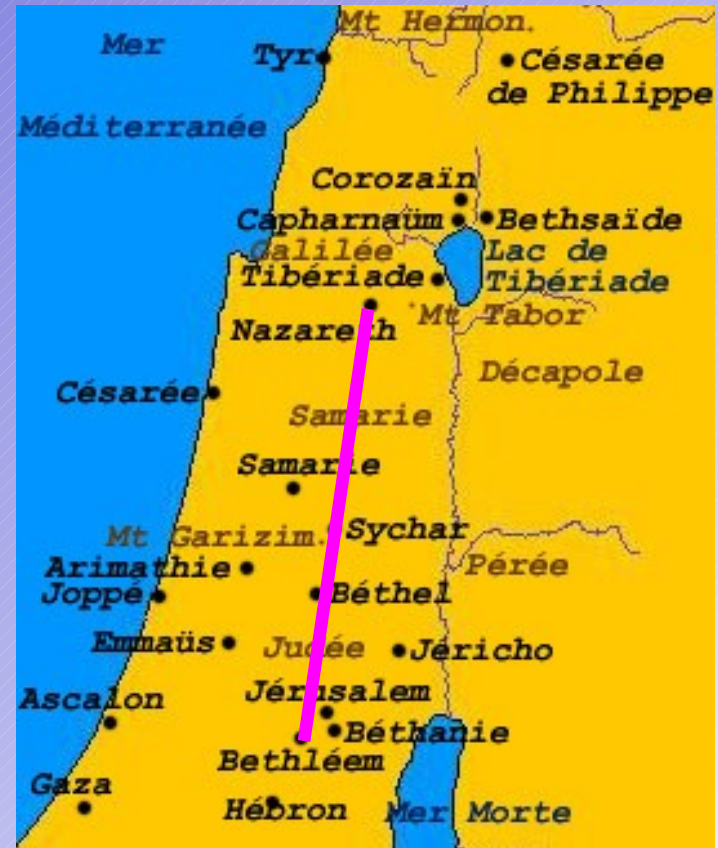 Mt Hermon.
Mer
Tyr
Césarée
de Philippe
Méditerranée
Corozaïn
Capharnaüm
Bethsaïde
Galilée
Lac de
Tibériade
Tibériade
Nazareth
Mt Tabor
Décapole
Césarée
Samarie
Samarie
Sychar
Mt Garizim.
Arimathie
Pérée
Joppé
Béthel
Emmaüs
Judée
Jéricho
Jérusalem
Ascalon
Béthanie
Bethléem
Gaza
Hébron
Mer Morte